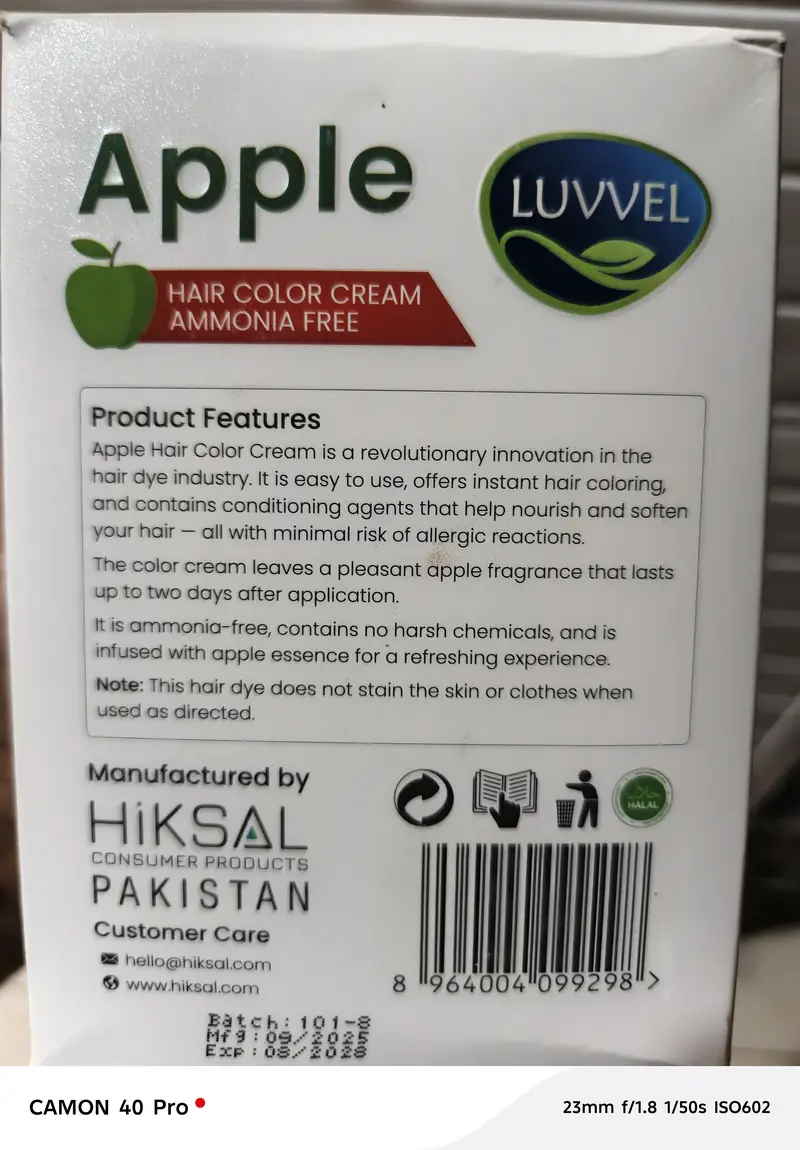 Apple
LUVVEL
HAIR COLOR CREAM
AMMONIA FREE
Product Features
Apple Hair Color Cream is a revolutionary innovation in the
hair dye industry. It is easy to use, offers instant hair coloring,
and contains conditioning agents that help nourish and soften
your hair — all with minimal risk of allergic reactions.
The color cream leaves a pleasant apple fragrance that lasts
up to two days after application.
It is ammonia-free, contains no harsh chemicals, and is
infused with apple essence for a refreshing experience.
Note: This hair dye does not stain the skin or clothes when
used as directed.
Manufactured by
HiKSAL
CONSUMER PRODUCTS
PAKISTAN
Customer Care
hello@hiksal.com
www.hiksal.com
حلال
HALAL
8 964004 099298 >
Batch: 101-8
Mfg: 09/2025
Exp: 08/2028
CAMON 40 Pro
23mm f/1.8 1/50s ISO602